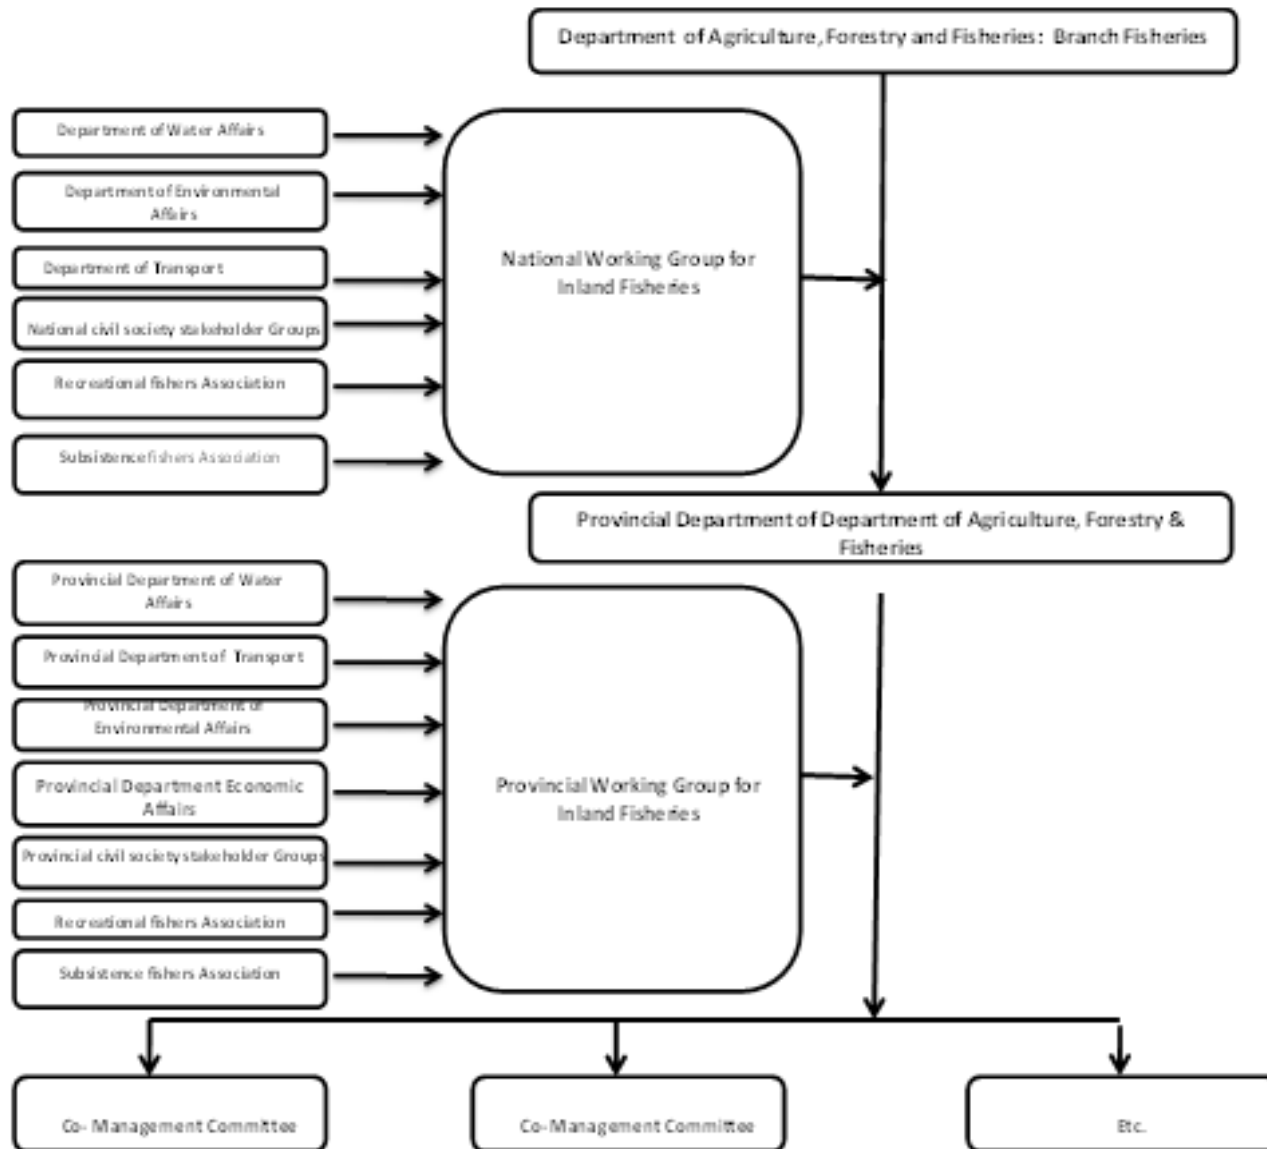 Department of Agriculture, Forestry and Fisheries: Branch Fisheries
Department of Water Affairs
Department of Environmental
Affairs
Department of Transport
National civil society stakeholder Groups
Recreational fishers Association
Subsistence fishers Association
National Working Group for
Inland Fisheries
Provincial Department of Department of Agriculture, Forestry &
Fisheries
Provincial Department of Water
Affairs
Provincial Department of Transport
Provincial Department of
Environmental Affairs
Provincial Department Economic
Affairs
Provincial civil society stakeholder Groups
Recreational fishers Association
Subsistence fishers Association
Provincial Working Group for
Inland Fisheries
Co- Management Committee
Co-Management Committee
Etc.